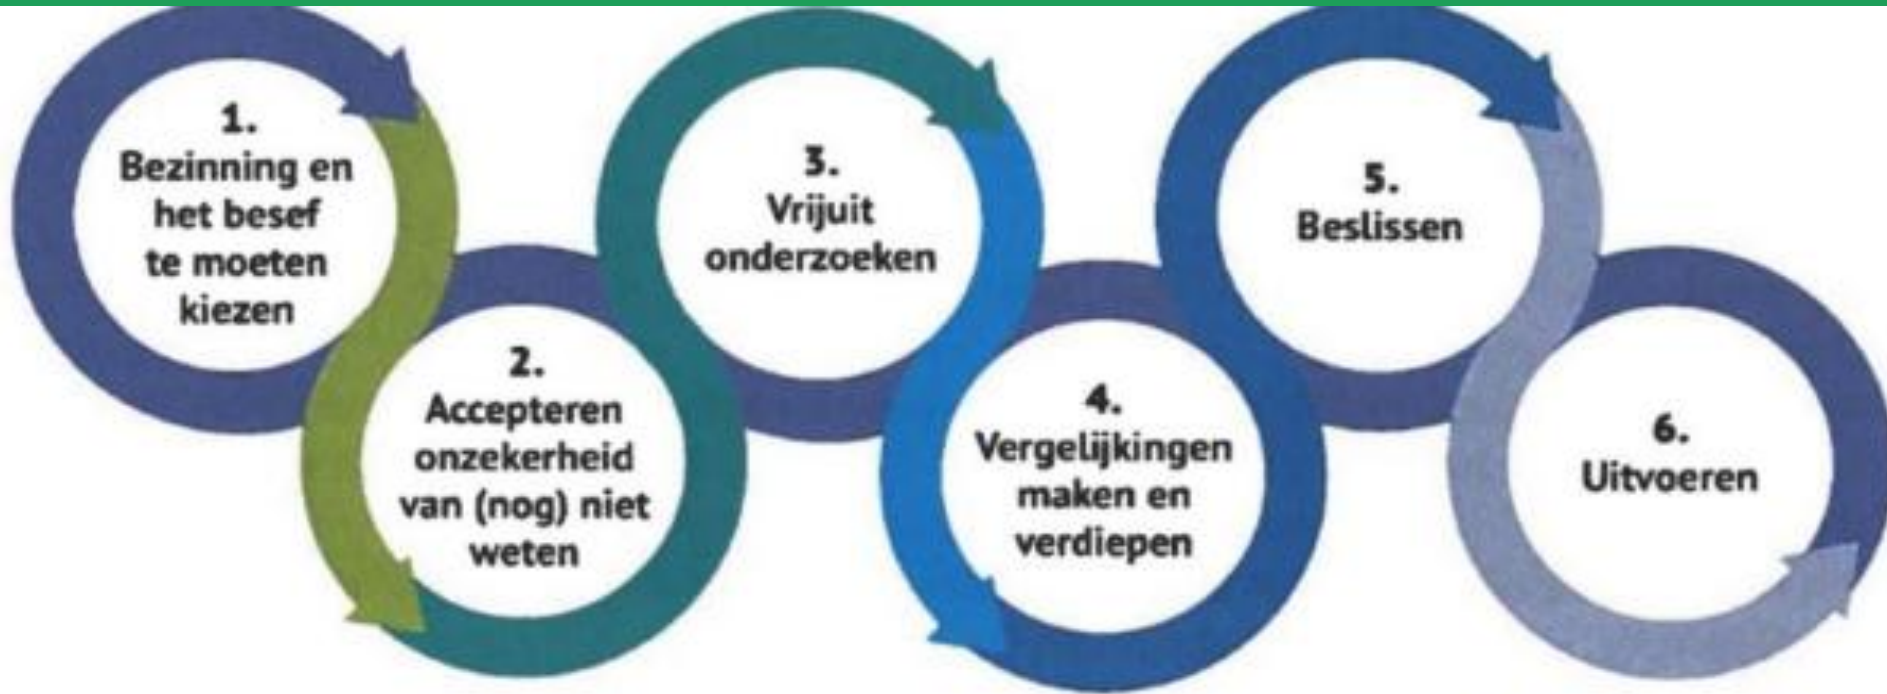 1.
Bezinning en
het besef
te moeten
kiezen
2.
Accepteren
onzekerheid
van (nog) niet
weten
3.
Vrijuit
onderzoeken
4.
Vergelijkingen
maken en
verdiepen
5.
Beslissen
6.
Uitvoeren